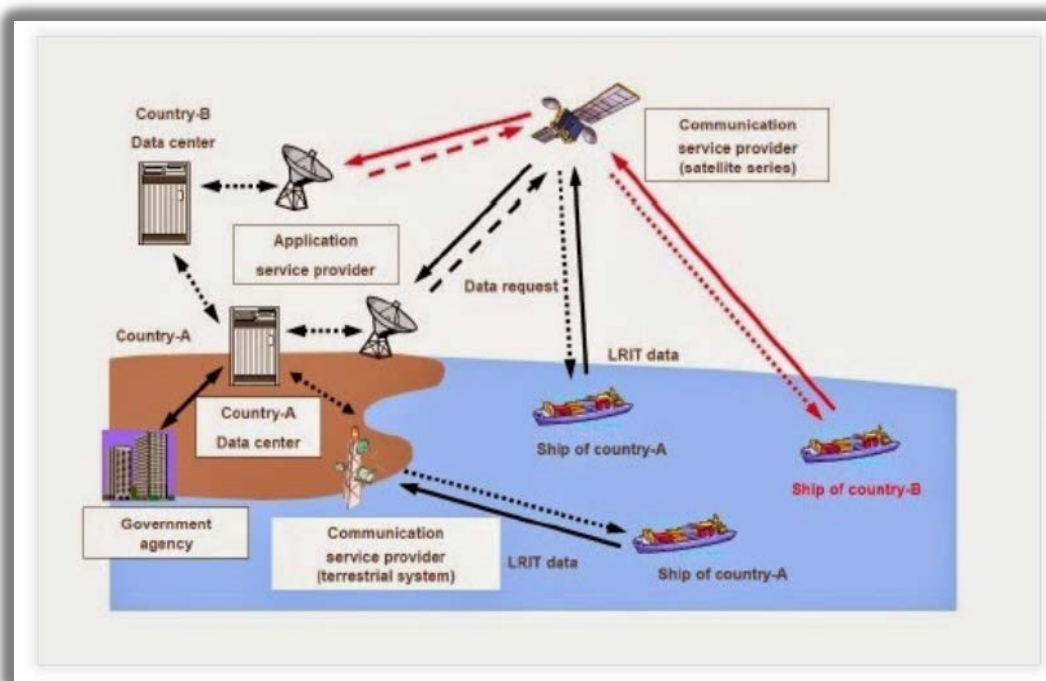 Country-B
Data center
Communication
service provider
(satellite series)
Application
service provider
Data request
Country-A
LRIT data
Country-A
Data center
Ship of country-A
Ship of country-B
Government
agency
Communication
service provider
(terrestrial system)
LRIT data
Ship of country-A